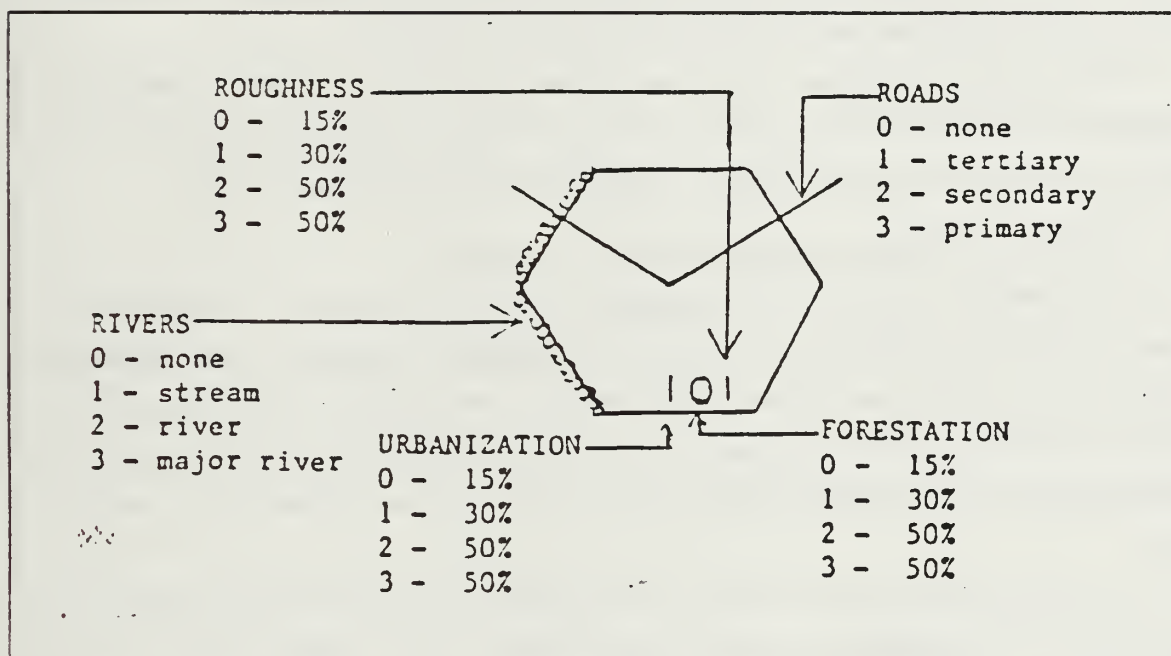 ROUGHNESS
0 - 15%
1 - 30%
2 - 50%
3 - 50%
ROADS
0 - none
1 - tertiary
2 - secondary
3 - primary
RIVERS
0 - none
1 - stream
2 - river
3 - major river
101
URBANIZATION
0 - 15%
1 - 30%
2 - 50%
3 - 50%
FORESTATION
0 - 15%
1 - 30%
2 - 50%
3 - 50%